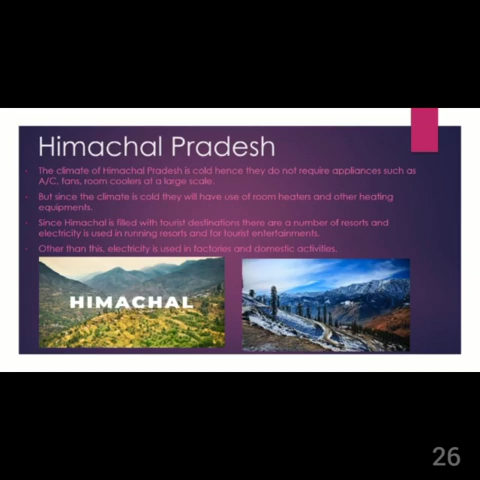 Himachal Pradesh
The climate of Himachal Pradesh is cold hence they do not require appliances such as
A/C, fans, room coolers at a large scale.
But since the climate is cold they will have use of room heaters and other heating
equipments.
Since Himachal is filled with tourist destinations there are a number of resorts and
electricity is used in running resorts and for tourist entertainments.
Other than this, electricity is used in factories and domestic activities.
HIMACHAL
26